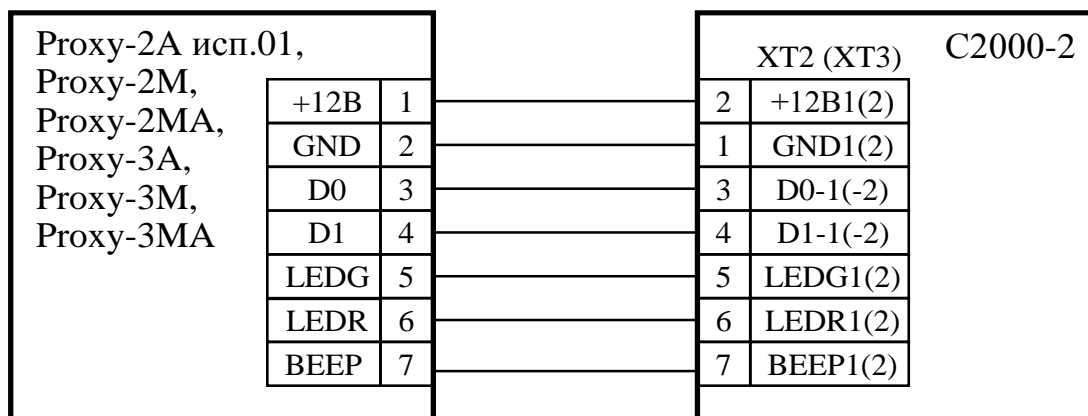 Proxy-2A исп.01,
Proxy-2M,
Proxy-2MA,
Proxy-3A,
Proxy-3M,
Proxy-3MA
+12В 1
GND 2
D0 3
D1 4
LEDG 5
LEDR 6
BEEP 7
C2000-2
XT2 (XT3)
2 +12В1(2)
1 GND1(2)
3 D0-1(-2)
4 D1-1(-2)
5 LEDG1(2)
6 LEDR1(2)
7 BEEP1(2)